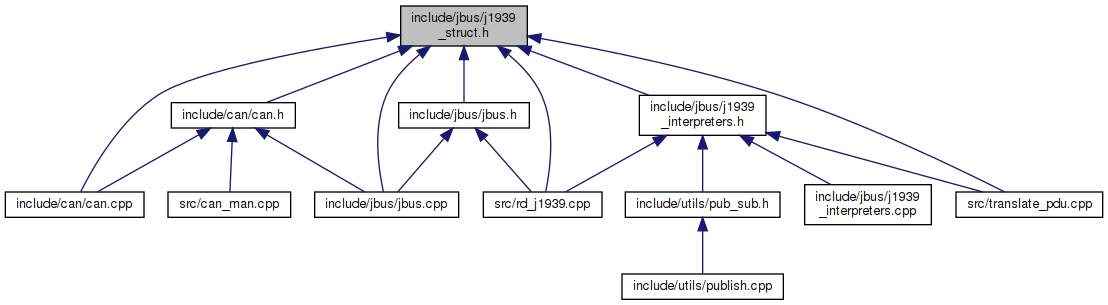 include/jbus/j1939
_struct.h
include/can/can.h
include/jbus/jbus.h
include/jbus/j1939
_interpreters.h
include/can/can.cpp
src/can_man.cpp
include/jbus/jbus.cpp
src/rd_j1939.cpp
include/utils/pub_sub.h
include/jbus/j1939
_interpreters.cpp
src/translate_pdu.cpp
include/utils/publish.cpp